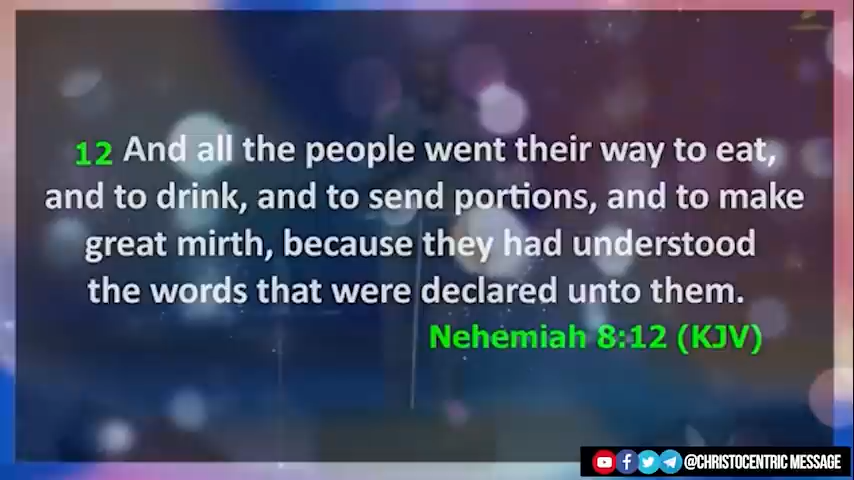 12 And all the people went their way to eat,
and to drink, and to send portions, and to make
great mirth, because they had understood
the words that were declared unto them.
Nehemiah 8:12 (KJV)
@CHRISTOCENTRIC MESSAGE